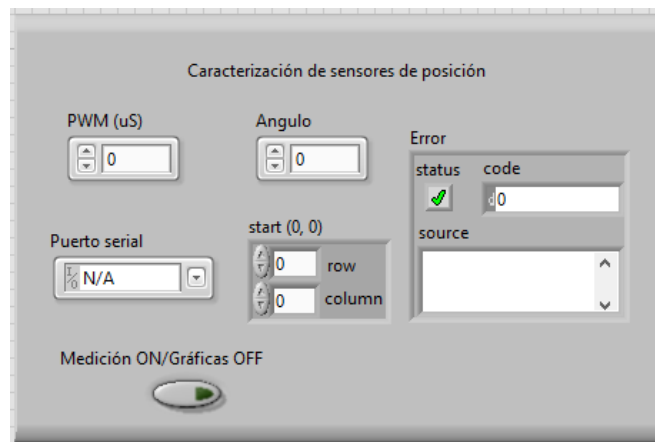 Caracterización de sensores de posición
PWM (uS)
0
Angulo
0
Error
status
code
d 0
source
Puerto serial
I/O N/A
start (0, 0)
0 row
0 column
Medición ON/Gráficas OFF